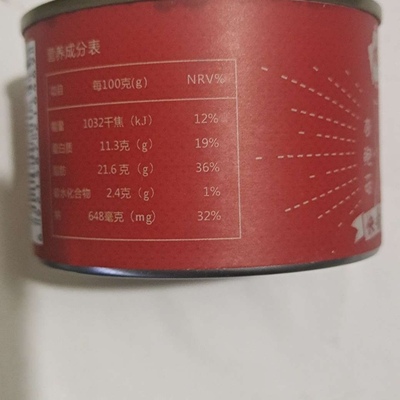 营养成分表
项目 每100克(g) NRV%
能量 1032千焦 (kJ) 12%
蛋白质 11.3克 (g) 19%
脂肪 21.6克 (g) 36%
碳水化合物 2.4克 (g) 1%
钠 648毫克 (mg) 32%